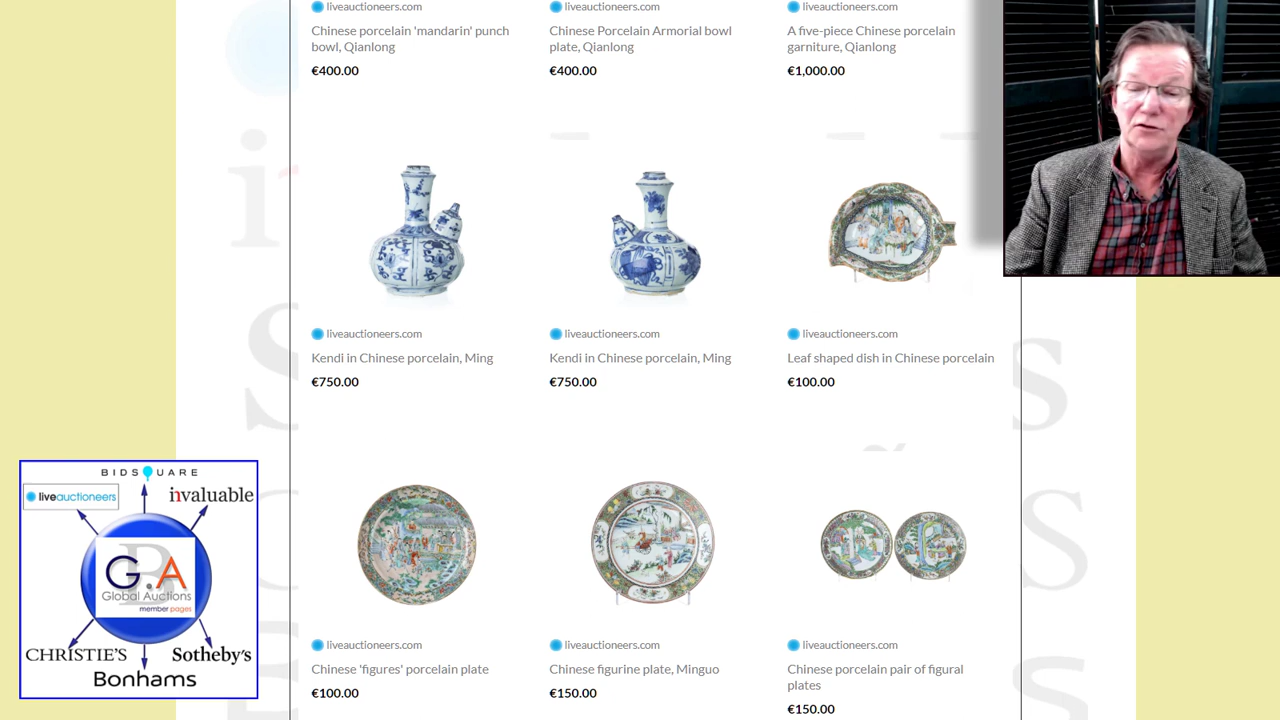 liveauctioneers.com
liveauctioneers.com
liveauctioneers.com
Chinese porcelain 'mandarin' punch
bowl, Qianlong
Chinese Porcelain Armorial bowl
plate, Qianlong
A five-piece Chinese porcelain
garniture, Qianlong
€400.00
€400.00
€1,000.00
liveauctioneers.com
liveauctioneers.com
liveauctioneers.com
Kendi in Chinese porcelain, Ming
Kendi in Chinese porcelain, Ming
Leaf shaped dish in Chinese porcelain
€750.00
€750.00
€100.00
liveauctioneers.com
liveauctioneers.com
liveauctioneers.com
Chinese 'figures' porcelain plate
Chinese figurine plate, Minguo
Chinese porcelain pair of figural
plates
€100.00
€150.00
€150.00
BIDSQUARE
liveauctioneers
invaluable
B
G.A
Global Auctions
member pages
CHRISTIE'S
Sotheby's
Bonhams